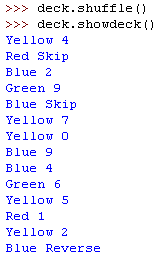 >>> deck.shuffle()
>>> deck.showdeck()
Yellow 4
Red Skip
Blue 2
Green 9
Blue Skip
Yellow 7
Yellow 0
Blue 9
Blue 4
Green 6
Yellow 5
Red 1
Yellow 2
Blue Reverse